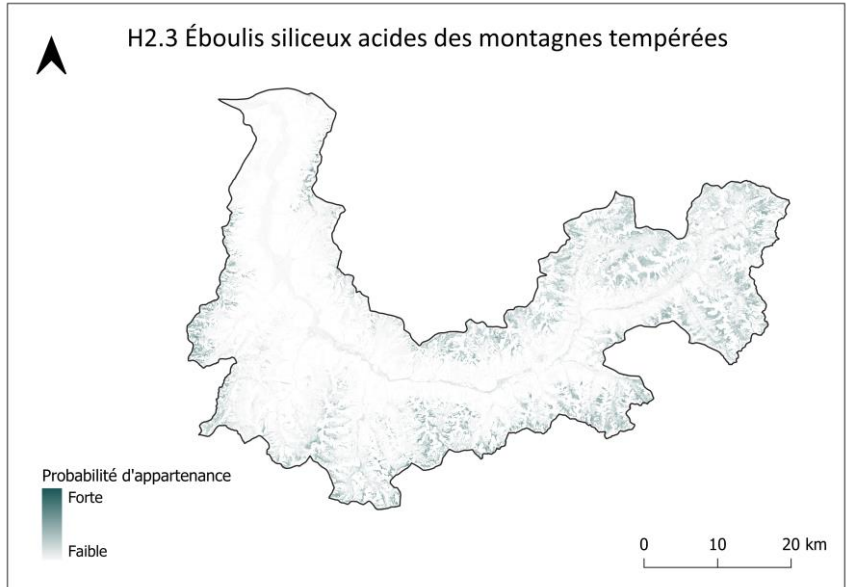 H2.3 Éboulis siliceux acides des montagnes tempérées
Probabilité d'appartenance
Forte
Faible
0 10 20 km